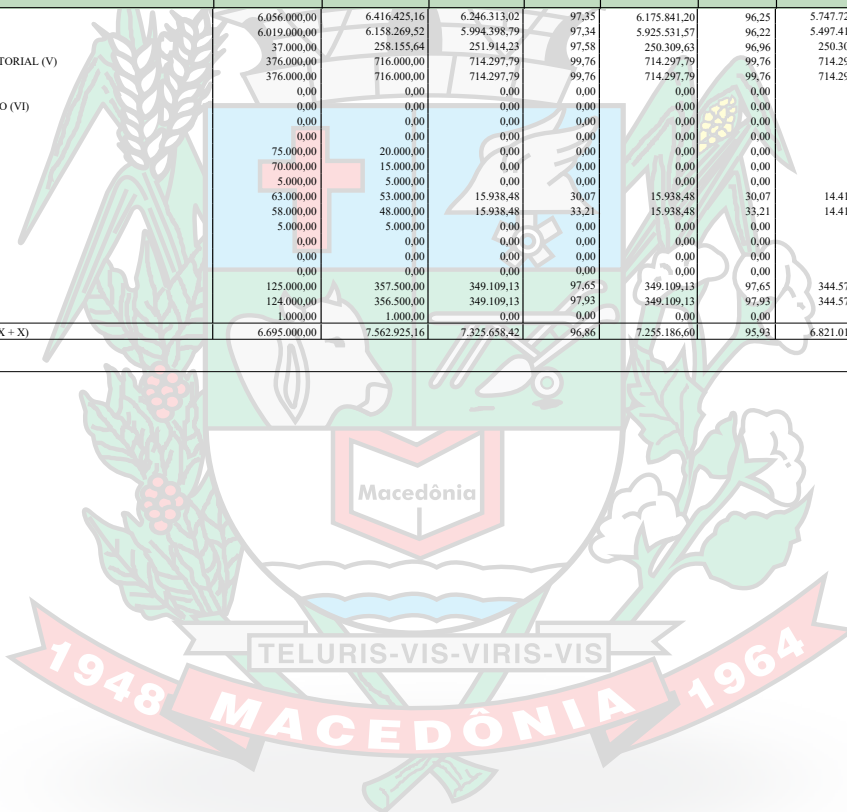 6.056.000,00 6.416.425,16 6.246.313,02 97,35 6.175.841,20 96,25 5.747.72
6.019.000,00 6.158.269,52 5.994.398,79 97,34 5.925.531,57 96,22 5.497.41
37.000,00 258.155,64 251.914,23 97,58 250.309,63 96,96 250.30
TORIAL (V) 376.000,00 716.000,00 714.297,79 99,76 714.297,79 99,76 714.29
376.000,00 716.000,00 714.297,79 99,76 714.297,79 99,76 714.29
0,00 0,00 0,00 0,00 0,00 0,00
O (VI) 0,00 0,00 0,00 0,00 0,00 0,00
0,00 0,00 0,00 0,00 0,00 0,00
0,00 0,00 0,00 0,00 0,00 0,00
75.000,00 20.000,00 0,00 0,00 0,00 0,00
70.000,00 15.000,00 0,00 0,00 0,00 0,00
5.000,00 5.000,00 0,00 0,00 0,00 0,00
63.000,00 53.000,00 15.938,48 30,07 15.938,48 30,07 14.41
58.000,00 48.000,00 15.938,48 33,21 15.938,48 33,21 14.41
5.000,00 5.000,00 0,00 0,00 0,00 0,00
0,00 0,00 0,00 0,00 0,00 0,00
0,00 0,00 0,00 0,00 0,00 0,00
0,00 0,00 0,00 0,00 0,00 0,00
125.000,00 357.500,00 349.109,13 97,65 349.109,13 97,65 344.57
124.000,00 356.500,00 349.109,13 97,93 349.109,13 97,93 344.57
1.000,00 1.000,00 0,00 0,00 0,00 0,00
X + X) 6.695.000,00 7.562.925,16 7.325.658,42 96,86 7.255.186,60 95,93 6.821.01
Macedônia
TELURIS-VIS-VIRIS-VIS
1948 MACEDÔNIA 1964